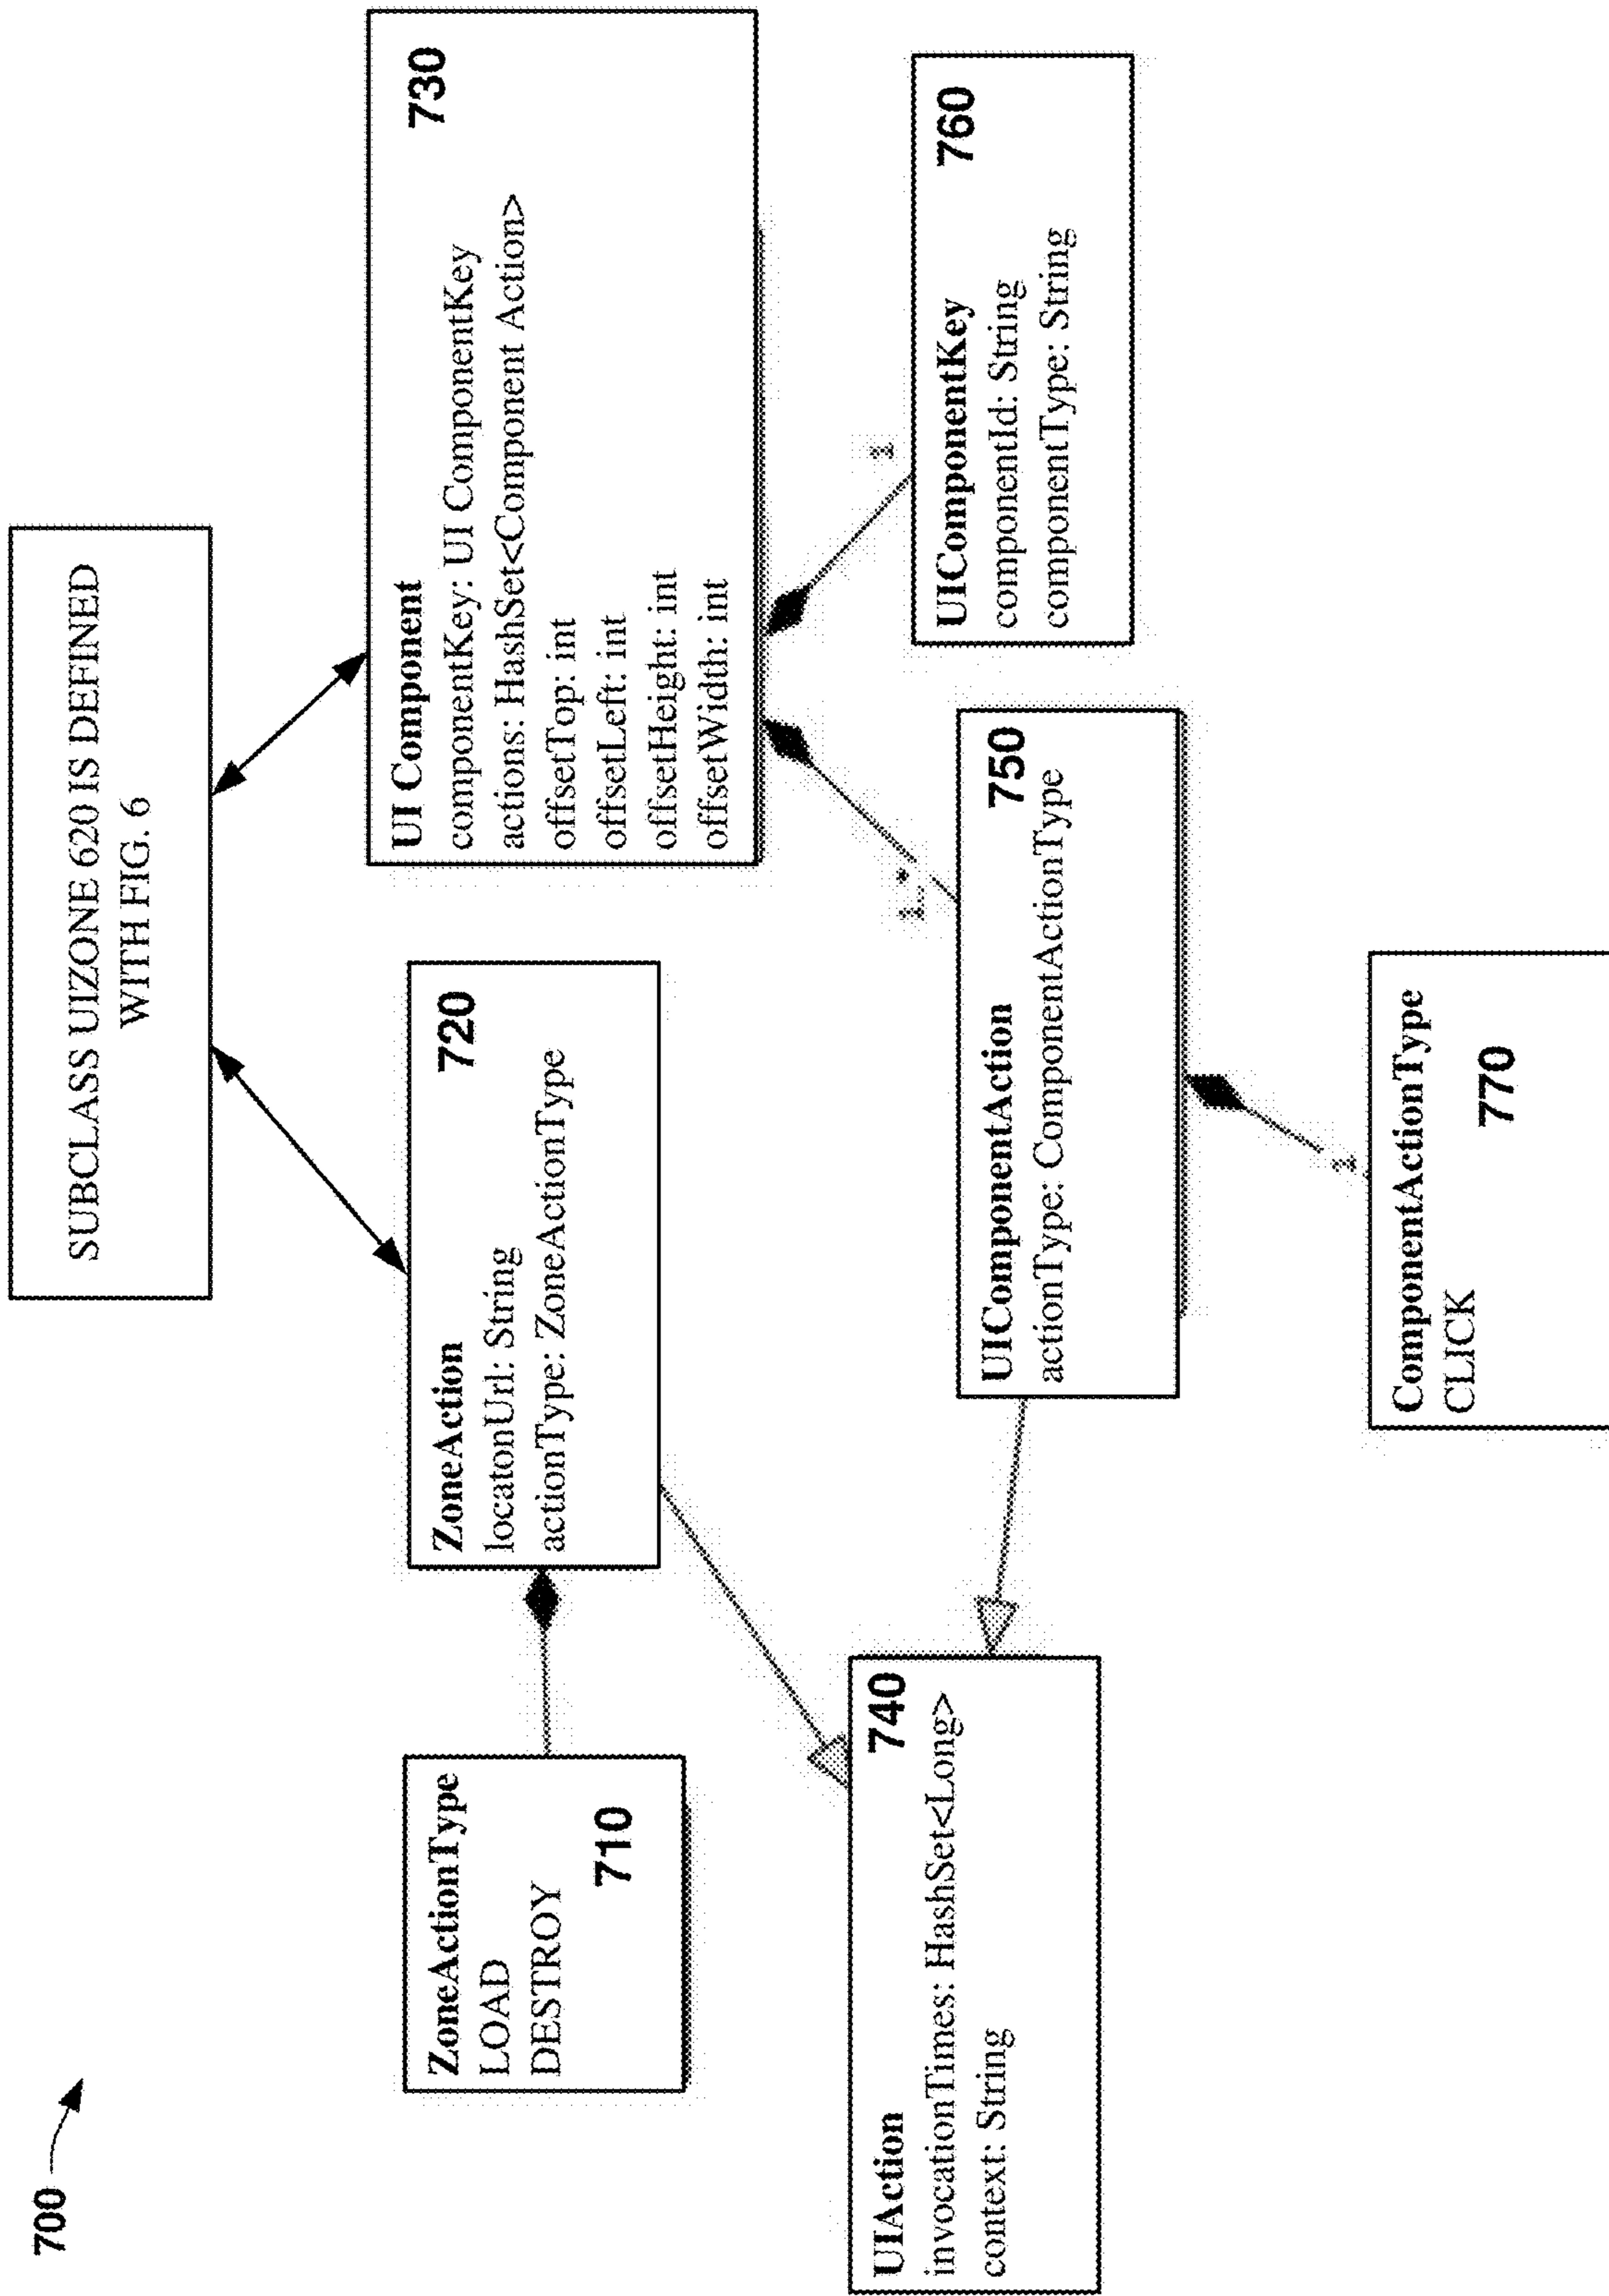 700
SUBCLASS UIZONE 620 IS DEFINED
WITH FIG. 6
ZoneActionType
LOAD
DESTROY
710
ZoneAction
720
locatonUrl: String
actionType: ZoneActionType
UI Component
730
componentKey: UI ComponentKey
actions: HashSet<Component Action>
offsetTop: int
offsetLeft: int
offsetHeight: int
offsetWidth: int
UIAction
740
invocationTimes: HashSet<Long>
context: String
1..*
1
UIComponentAction
750
actionType: ComponentActionType
UIComponentKey
760
componentId: String
componentType: String
1
ComponentActionType
CLICK
770